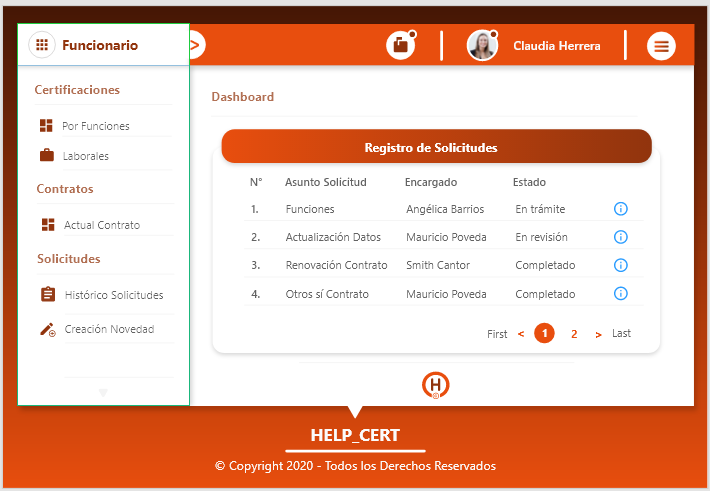 Funcionario
> Claudia Herrera
Certificaciones
Por Funciones
Laborales
Contratos
Actual Contrato
Solicitudes
Histórico Solicitudes
Creación Novedad
Dashboard
Registro de Solicitudes
N° Asunto Solicitud Encargado Estado
1. Funciones Angélica Barrios En trámite
2. Actualización Datos Mauricio Poveda En revisión
3. Renovación Contrato Smith Cantor Completado
4. Otros sí Contrato Mauricio Poveda Completado
First < 1 2 > Last
H
@
HELP_CERT
© Copyright 2020 - Todos los Derechos Reservados